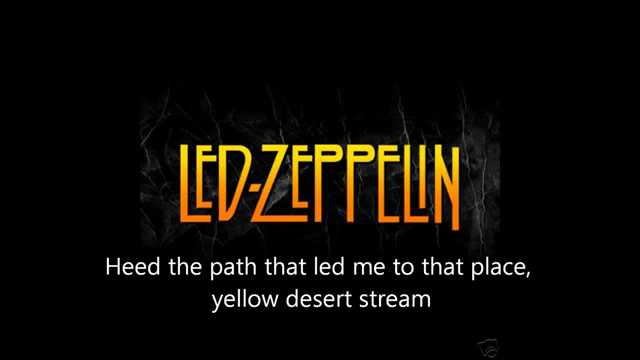 LED-ZEPPELIN
Heed the path that led me to that place,
yellow desert stream